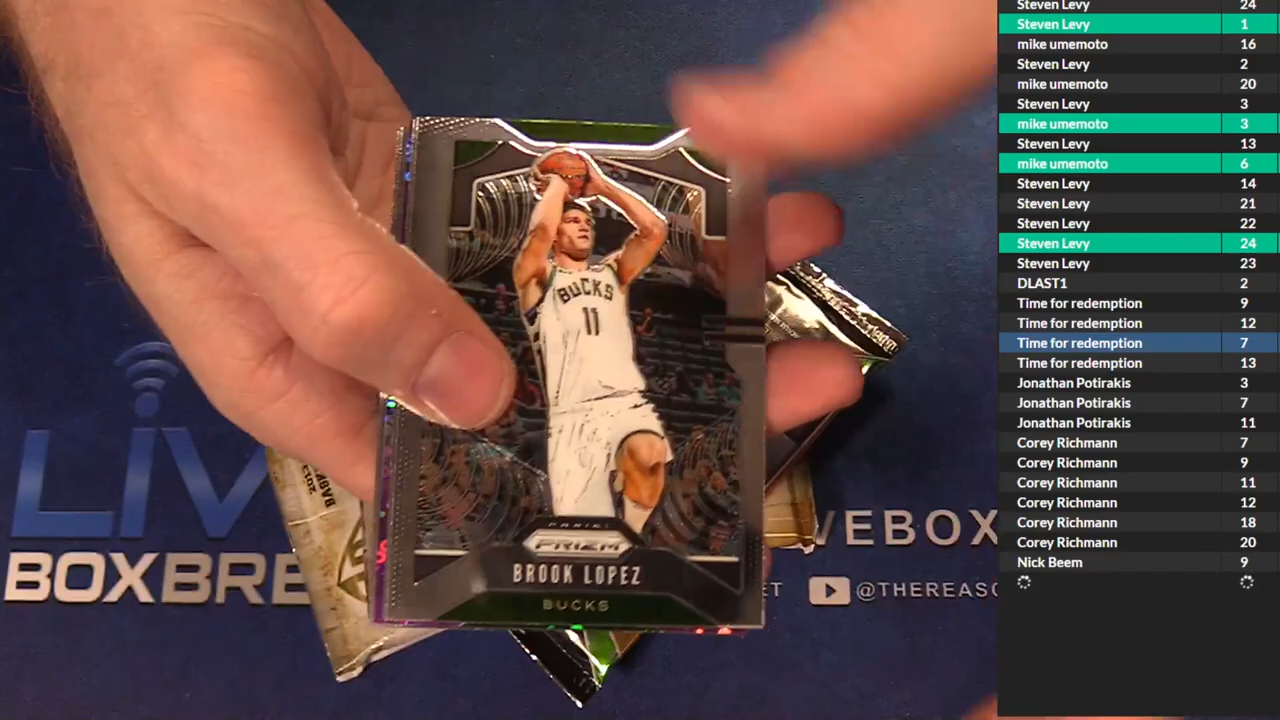 BUCKS
11
PANINI
PRIZM
BROOK LOPEZ
BUCKS
LIV
BOXBRE
VEBOX
ET
@THEREASO
Steven Levy 24
Steven Levy 1
mike umemoto 16
Steven Levy 2
mike umemoto 20
Steven Levy 3
mike umemoto 3
Steven Levy 13
mike umemoto 6
Steven Levy 14
Steven Levy 21
Steven Levy 22
Steven Levy 24
Steven Levy 23
DLAST1 2
Time for redemption 9
Time for redemption 12
Time for redemption 7
Time for redemption 13
Jonathan Potirakis 3
Jonathan Potirakis 7
Jonathan Potirakis 11
Corey Richmann 7
Corey Richmann 9
Corey Richmann 11
Corey Richmann 12
Corey Richmann 18
Corey Richmann 20
Nick Beem 9